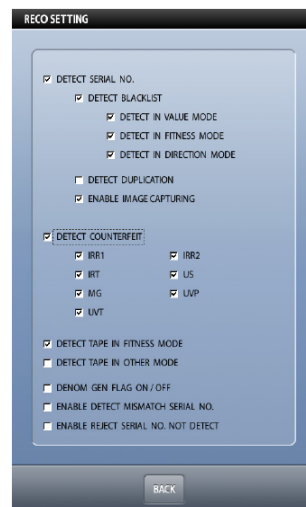 RECO SETTING
DETECT SERIAL NO.
DETECT BLACKLIST
DETECT IN VALUE MODE
DETECT IN FITNESS MODE
DETECT IN DIRECTION MODE
DETECT DUPLICATION
ENABLE IMAGE CAPTURING
DETECT COUNTERFEIT
IRR1 IRR2
IRT US
MG UVP
UVT
DETECT TAPE IN FITNESS MODE
DETECT TAPE IN OTHER MODE
DENOM GEN FLAG ON / OFF
ENABLE DETECT MISMATCH SERIAL NO.
ENABLE REJECT SERIAL NO. NOT DETECT
BACK